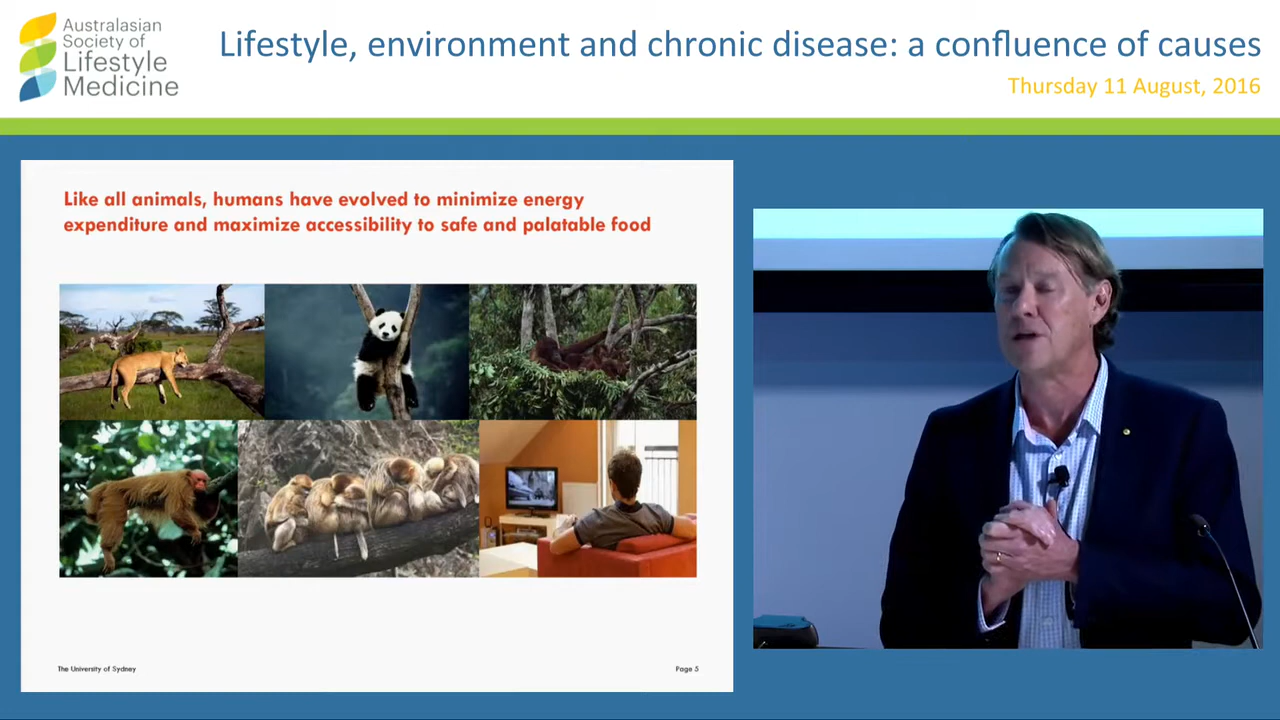 Australasian
Society of
Lifestyle
Medicine
Lifestyle, environment and chronic disease: a confluence of causes
Thursday 11 August, 2016
Like all animals, humans have evolved to minimize energy
expenditure and maximize accessibility to safe and palatable food
The University of Sydney
Page 5